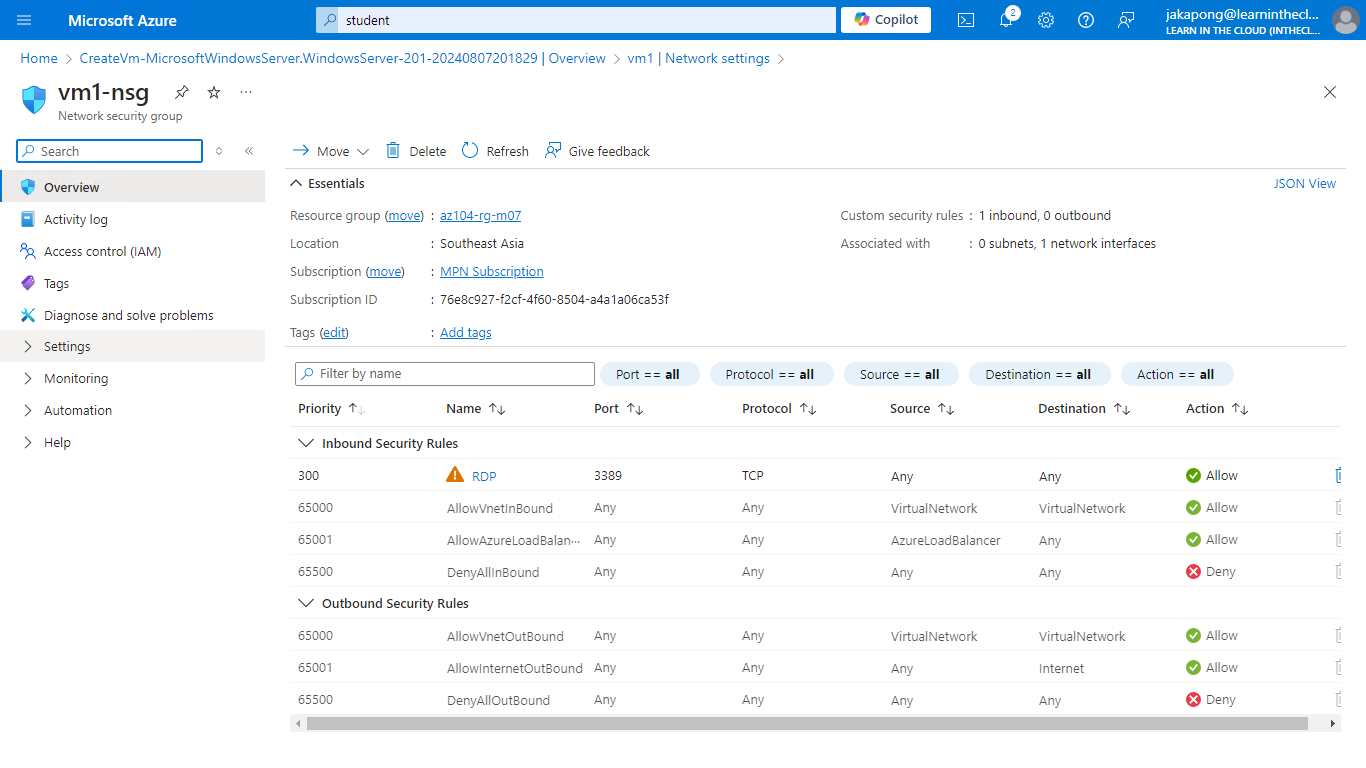 Microsoft Azure
student
Copilot
2
jakapong@learninthecl...
LEARN IN THE CLOUD (INTHECL...
Home > CreateVm-MicrosoftWindowsServer.WindowsServer-201-20240807201829 | Overview > vm1 | Network settings >
vm1-nsg
Network security group
Search
Overview
Activity log
Access control (IAM)
Tags
Diagnose and solve problems
Settings
Monitoring
Automation
Help
Move Delete Refresh Give feedback
Essentials JSON View
Resource group (move) : az104-rg-m07
Location : Southeast Asia
Subscription (move) : MPN Subscription
Subscription ID : 76e8c927-f2cf-4f60-8504-a4a1a06ca53f
Tags (edit) : Add tags
Custom security rules : 1 inbound, 0 outbound
Associated with : 0 subnets, 1 network interfaces
Filter by name Port == all Protocol == all Source == all Destination == all Action == all
Priority Name Port Protocol Source Destination Action
Inbound Security Rules
300 RDP 3389 TCP Any Any Allow
65000 AllowVnetInBound Any Any VirtualNetwork VirtualNetwork Allow
65001 AllowAzureLoadBalan··· Any Any AzureLoadBalancer Any Allow
65500 DenyAllInBound Any Any Any Any Deny
Outbound Security Rules
65000 AllowVnetOutBound Any Any VirtualNetwork VirtualNetwork Allow
65001 AllowInternetOutBound Any Any Any Internet Allow
65500 DenyAllOutBound Any Any Any Any Deny